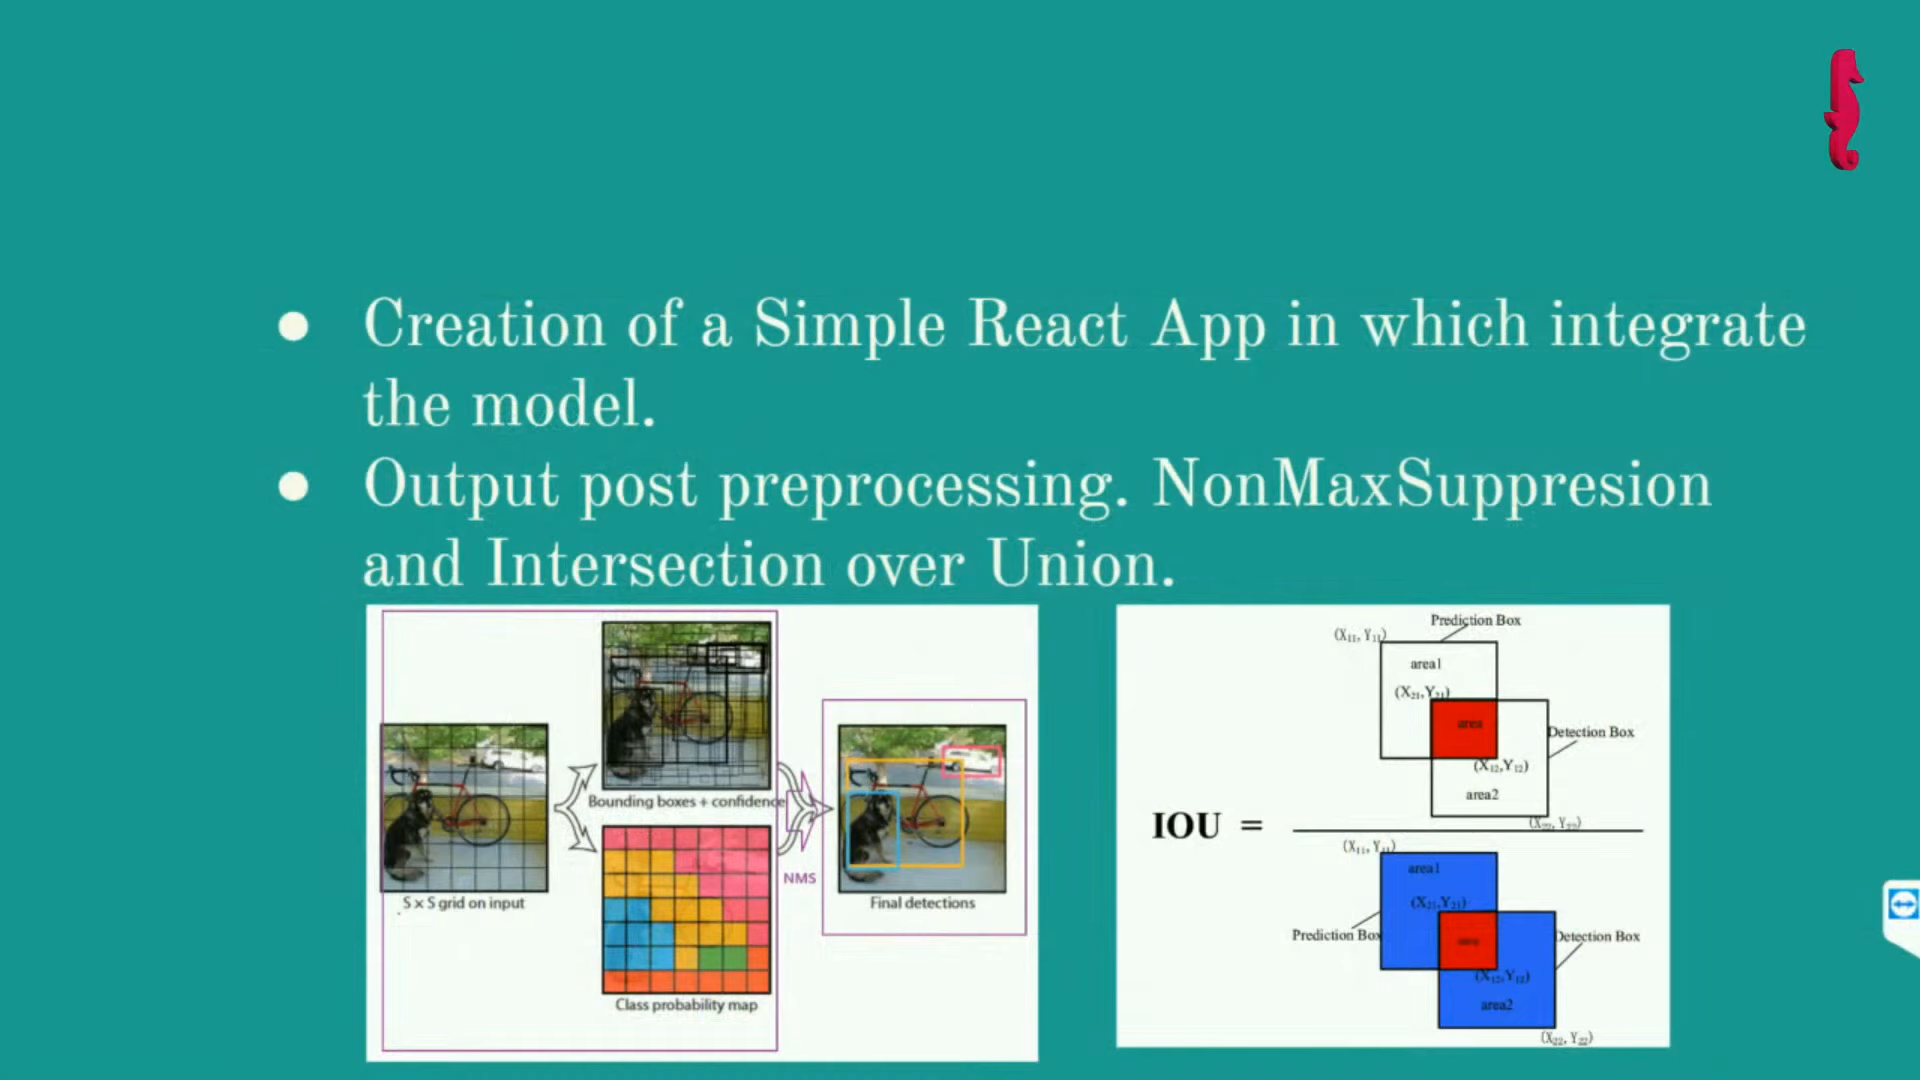 ● Creation of a Simple React App in which integrate
the model.
● Output post preprocessing. NonMaxSuppresion
and Intersection over Union.
S x S grid on input
Bounding boxes + confidence
Class probability map
NMS
Final detections
IOU =
Prediction Box
(X11, Y11)
area1
(X21,Y21)
area
Detection Box
(X12,Y12)
area2
(X22, Y22)
(X11, Y11)
area1
(X21,Y21)
Prediction Box
area
Detection Box
(X12,Y12)
area2
(X22, Y22)